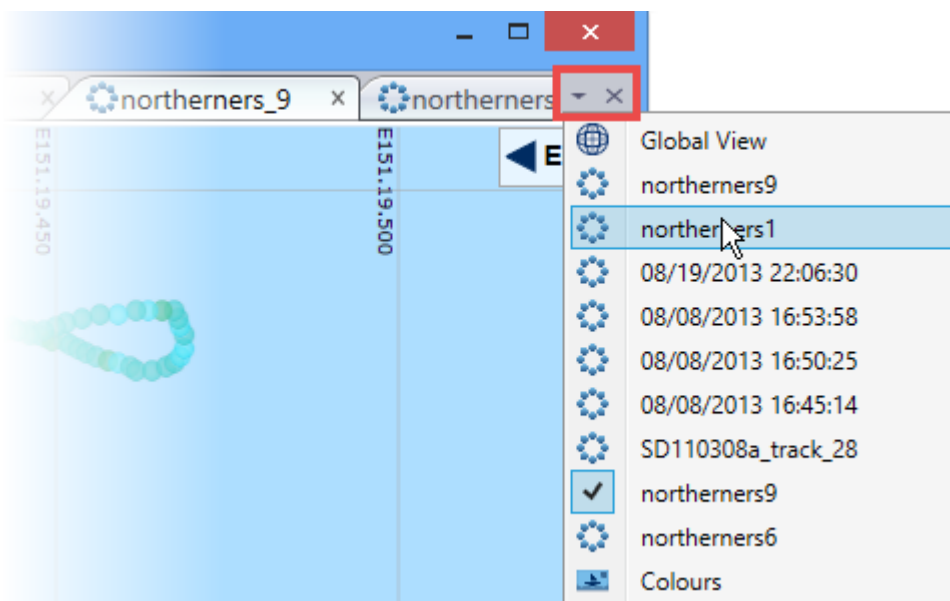 northerners_9
northerners
E151.19.450
E151.19.500
E
Global View
northerners9
northerners1
08/19/2013 22:06:30
08/08/2013 16:53:58
08/08/2013 16:50:25
08/08/2013 16:45:14
SD110308a_track_28
northerners9
northerners6
Colours